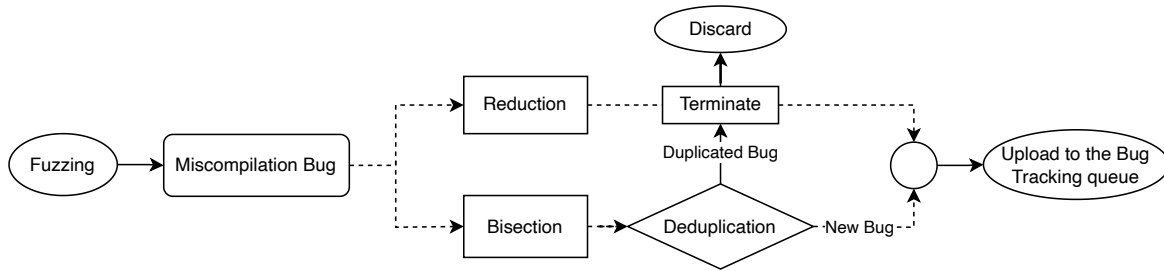 Discard
Reduction
Terminate
Fuzzing
Miscompilation Bug
Duplicated Bug
Upload to the Bug
Tracking queue
Bisection
Deduplication
New Bug